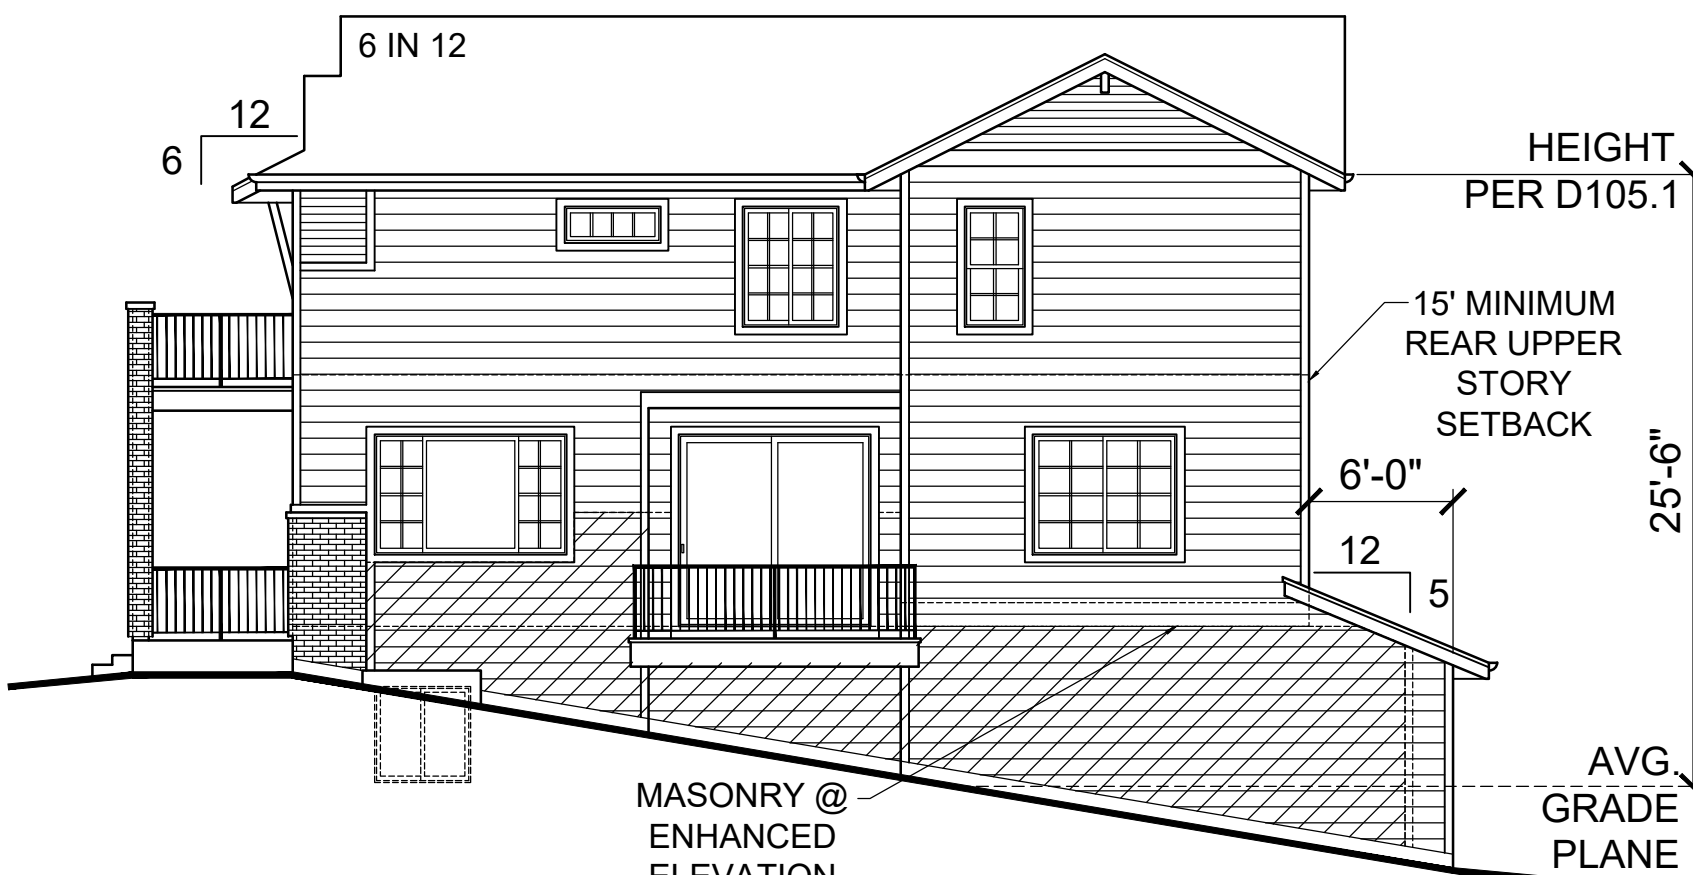 6 IN 12
12
6
HEIGHT
PER D105.1
15' MINIMUM
REAR UPPER
STORY
SETBACK
6'-0"
25'-6"
12
5
MASONRY @
ENHANCED
ELEVATION
AVG.
GRADE
PLANE